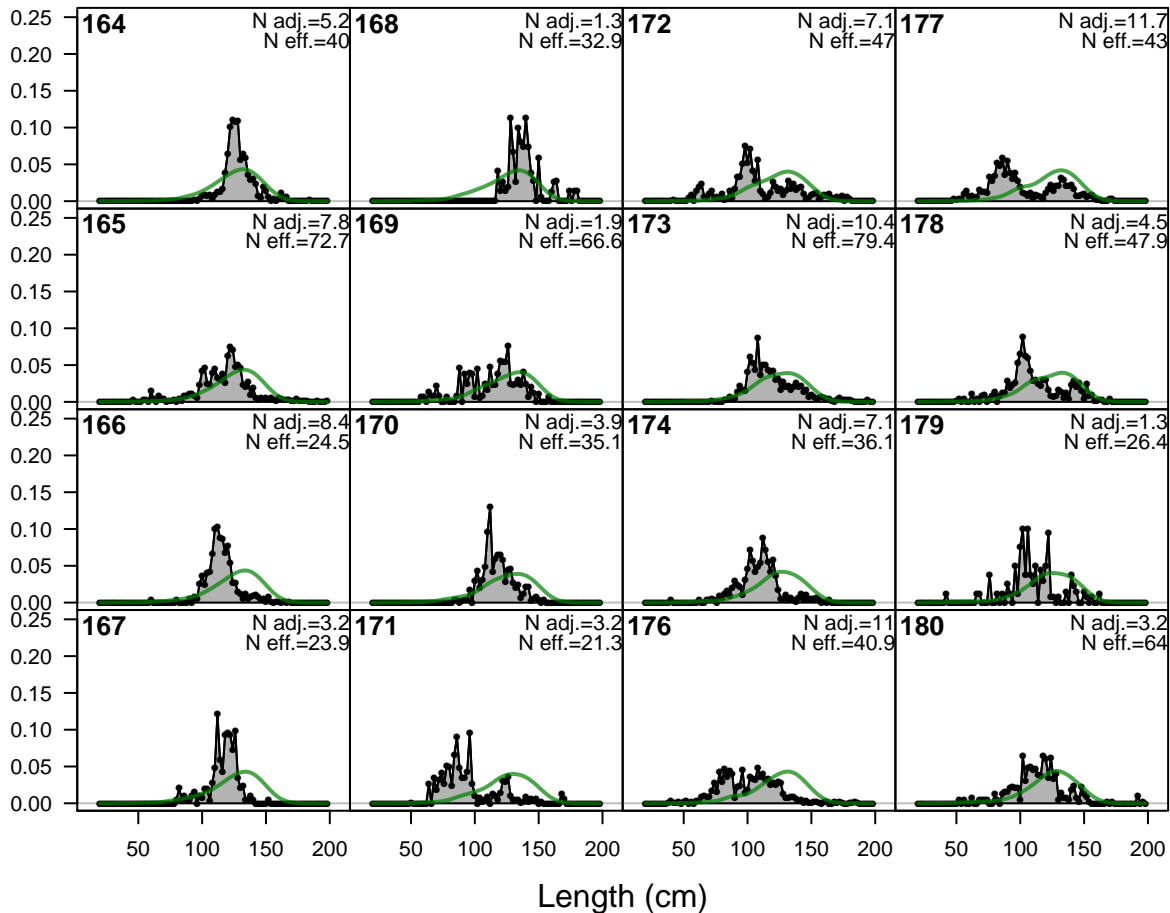 0.25
0.20
0.15
0.10
0.05
0.00
164
N adj.=5.2
N eff.=40
168
N adj.=1.3
N eff.=32.9
172
N adj.=7.1
N eff.=47
177
N adj.=11.7
N eff.=43
0.25
0.20
0.15
0.10
0.05
0.00
165
N adj.=7.8
N eff.=72.7
169
N adj.=1.9
N eff.=66.6
173
N adj.=10.4
N eff.=79.4
178
N adj.=4.5
N eff.=47.9
0.25
0.20
0.15
0.10
0.05
0.00
166
N adj.=8.4
N eff.=24.5
170
N adj.=3.9
N eff.=35.1
174
N adj.=7.1
N eff.=36.1
179
N adj.=1.3
N eff.=26.4
0.25
0.20
0.15
0.10
0.05
0.00
167
N adj.=3.2
N eff.=23.9
171
N adj.=3.2
N eff.=21.3
176
N adj.=11
N eff.=40.9
180
N adj.=3.2
N eff.=64
50 100 150 200 50 100 150 200 50 100 150 200 50 100 150 200
Length (cm)